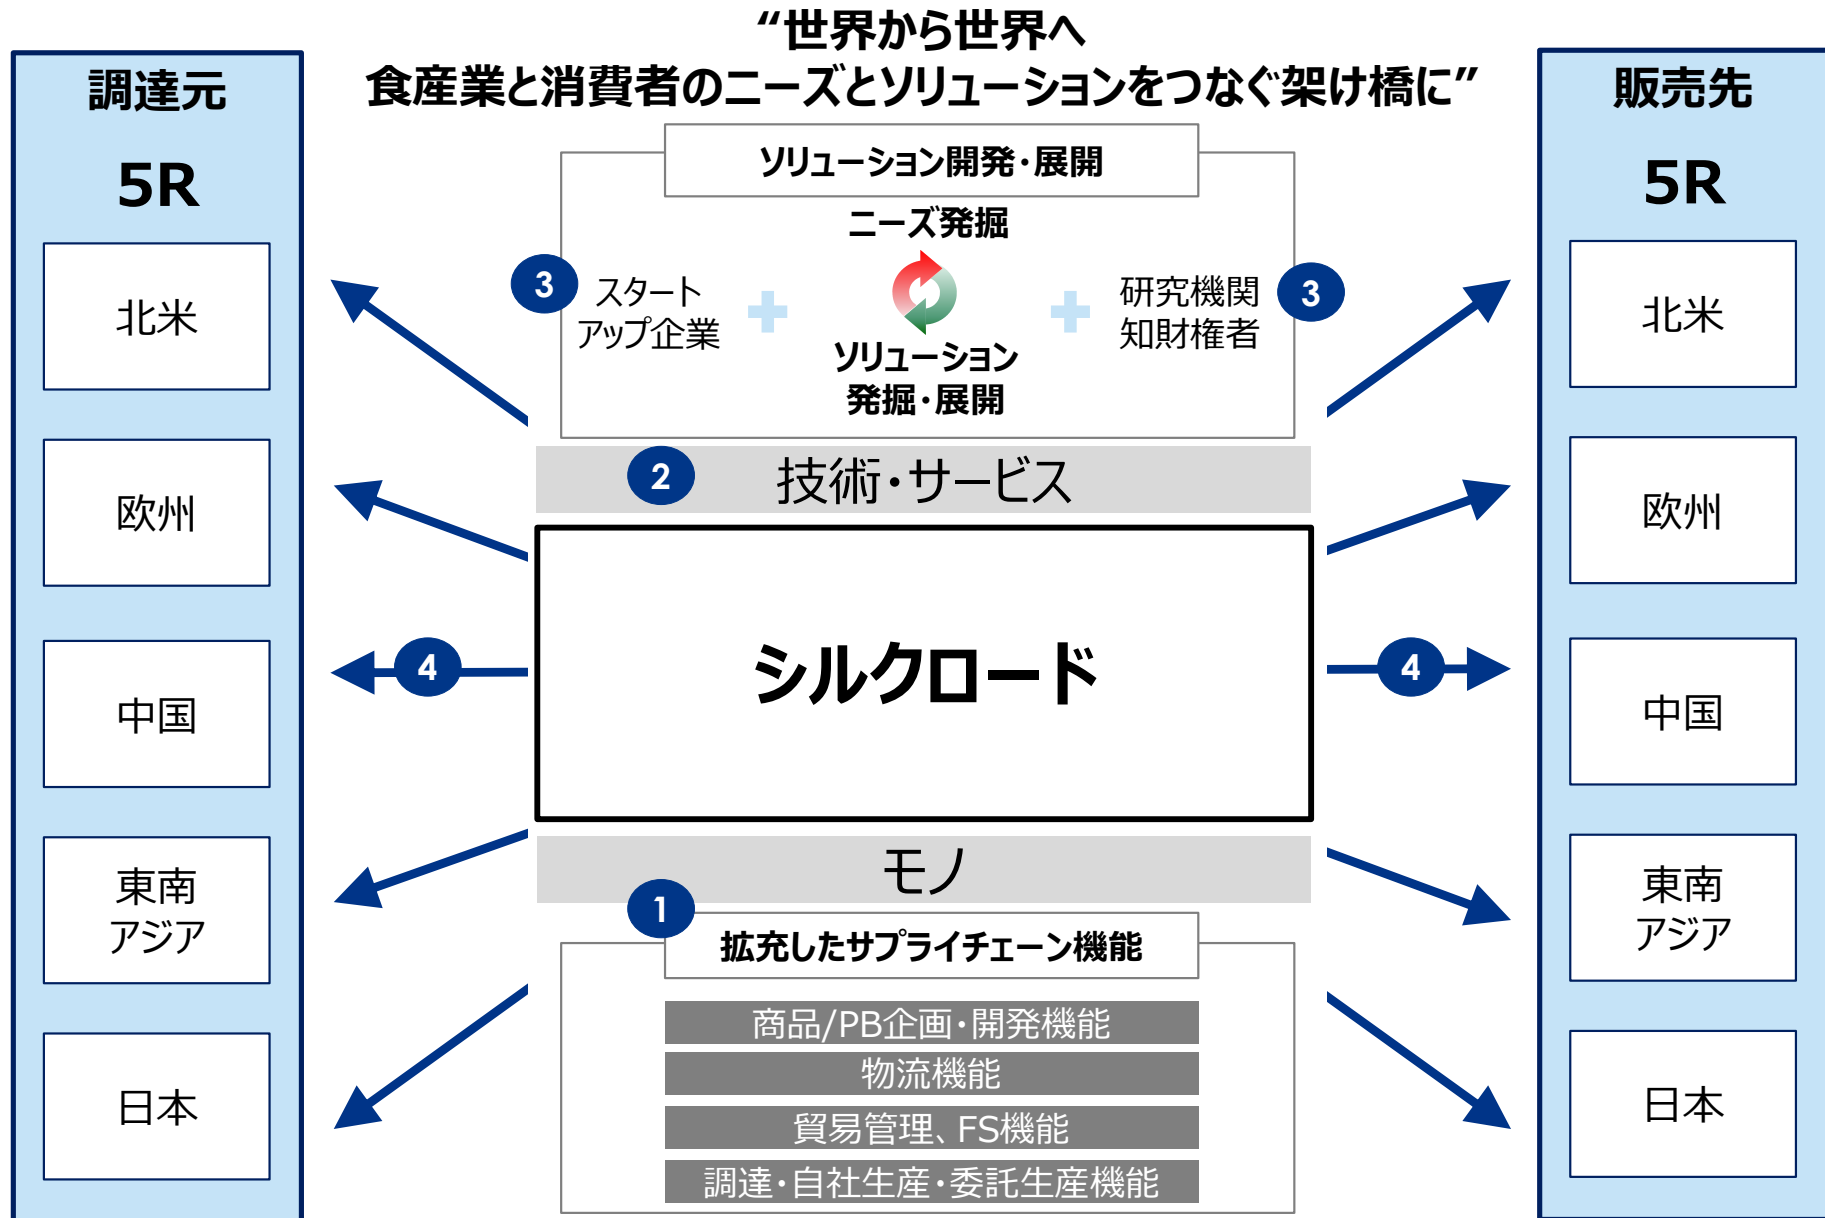 “世界から世界へ
食産業と消費者のニーズとソリューションをつなぐ架け橋に”
調達元
5R
北米
欧州
中国
東南
アジア
日本
ソリューション開発・展開
ニーズ発掘
3
スタート
アップ企業
研究機関
知財権者
3
ソリューション
発掘・展開
2
技術・サービス
4
シルクロード
4
モノ
1
拡充したサプライチェーン機能
商品/PB企画・開発機能
物流機能
貿易管理、FS機能
調達・自社生産・委託生産機能
販売先
5R
北米
欧州
中国
東南
アジア
日本